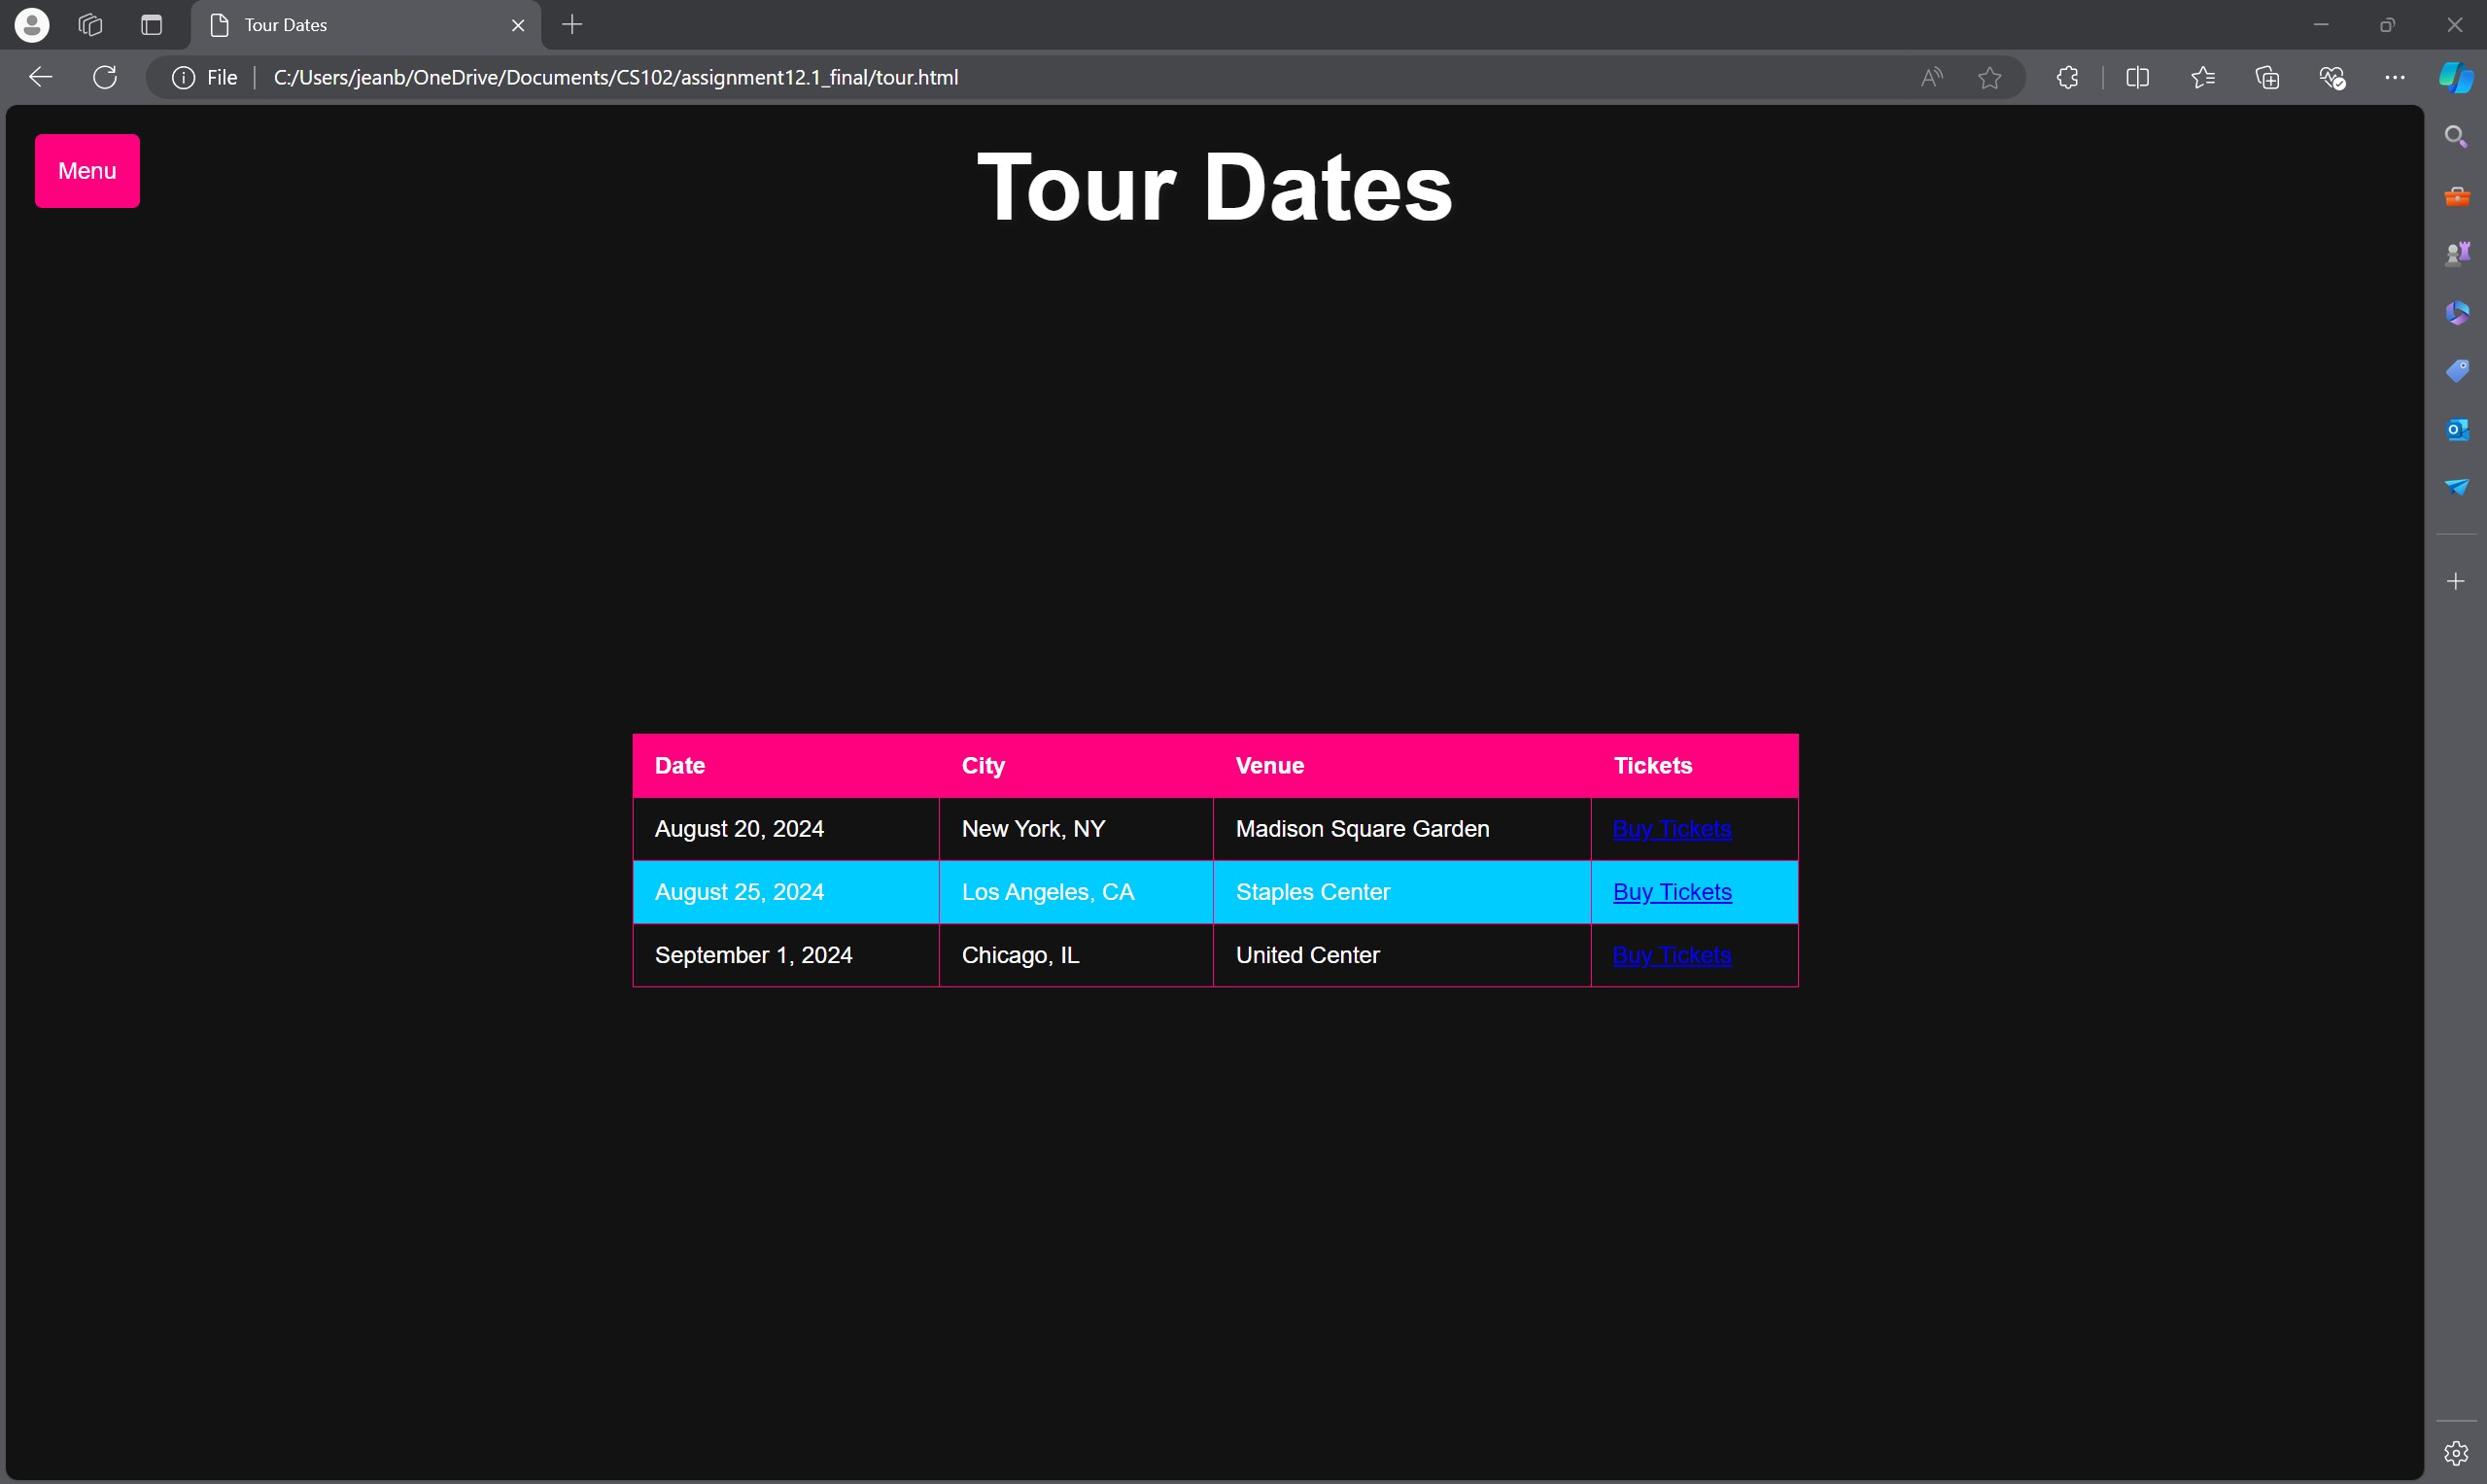 Tour Dates
File
C:/Users/jeanb/OneDrive/Documents/CS102/assignment12.1_final/tour.html
Menu
Tour Dates
Date City Venue Tickets
August 20, 2024 New York, NY Madison Square Garden Buy Tickets
August 25, 2024 Los Angeles, CA Staples Center Buy Tickets
September 1, 2024 Chicago, IL United Center Buy Tickets